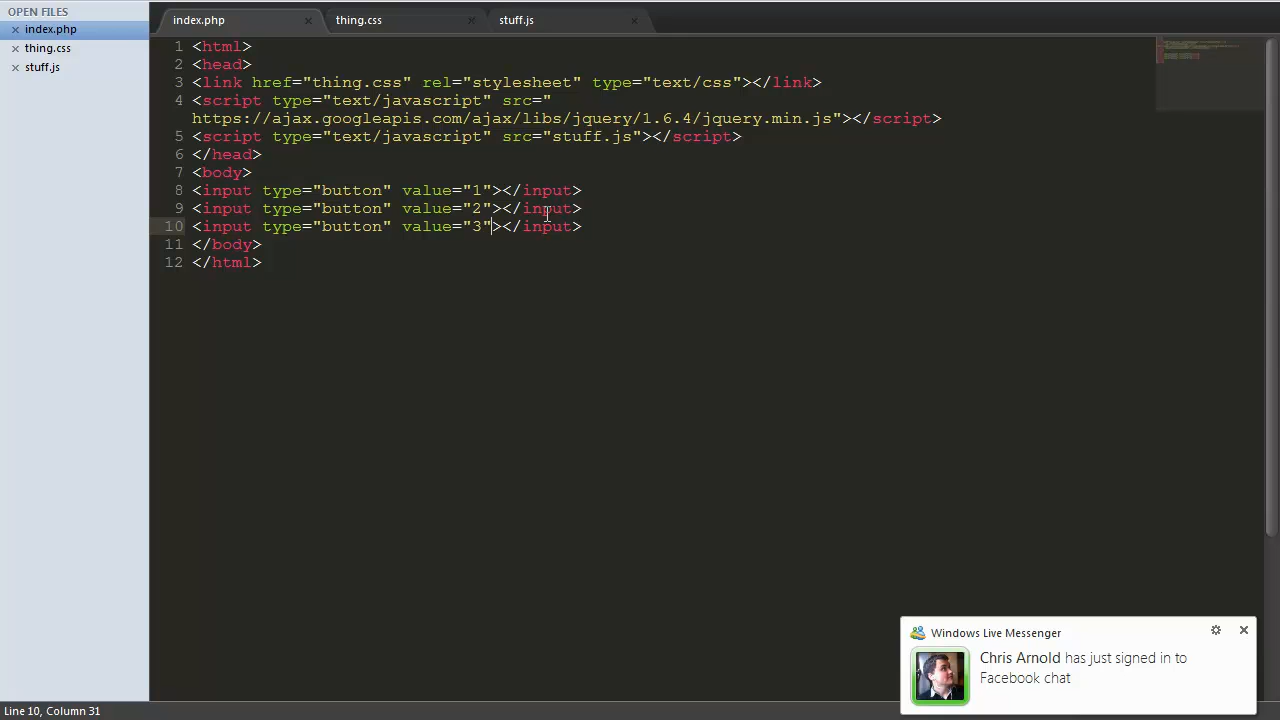 OPEN FILES
index.php
thing.css
stuff.js
index.php
thing.css
stuff.js
1 <html>
2 <head>
3 <link href="thing.css" rel="stylesheet" type="text/css"></link>
4 <script type="text/javascript" src="
https://ajax.googleapis.com/ajax/libs/jquery/1.6.4/jquery.min.js"></script>
5 <script type="text/javascript" src="stuff.js"></script>
6 </head>
7 <body>
8 <input type="button" value="1"></input>
9 <input type="button" value="2"></input>
10 <input type="button" value="3"></input>
11 </body>
12 </html>
Windows Live Messenger
Chris Arnold has just signed in to
Facebook chat
Line 10, Column 31